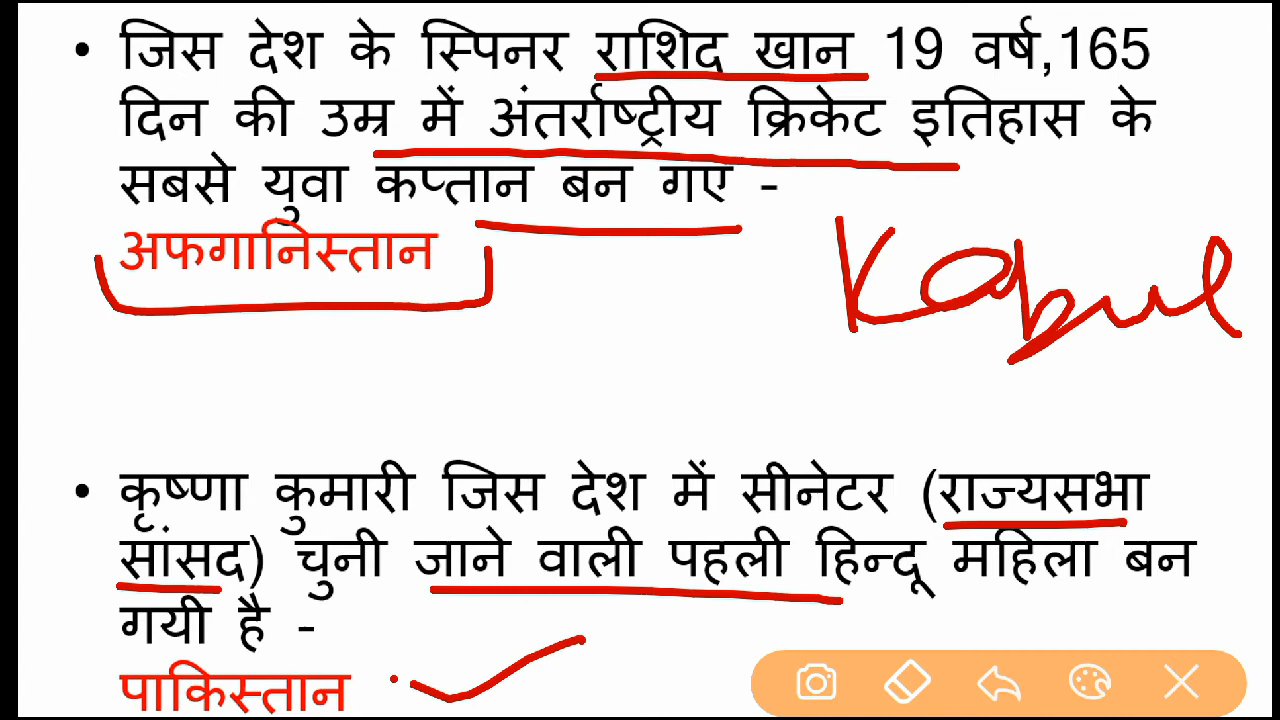 • जिस देश के स्पिनर राशिद खान 19 वर्ष,165
दिन की उम्र में अंतर्राष्ट्रीय क्रिकेट इतिहास के
सबसे युवा कप्तान बन गए -
अफगानिस्तान
Kabul
• कृष्णा कुमारी जिस देश में सीनेटर (राज्यसभा
सांसद) चुनी जाने वाली पहली हिन्दू महिला बन
गयी है -
पाकिस्तान